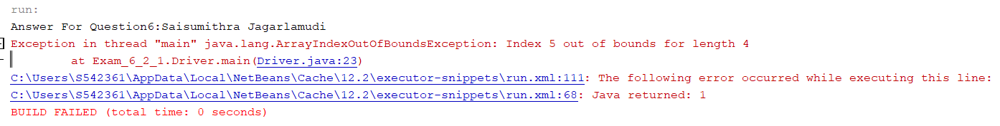 run:
Answer For Question6:Saisumithra Jagarlamudi
Exception in thread "main" java.lang.ArrayIndexOutOfBoundsException: Index 5 out of bounds for length 4
at Exam_6_2_1.Driver.main(Driver.java:23)
C:\Users\S542361\AppData\Local\NetBeans\Cache\12.2\executor-snippets\run.xml:111: The following error occurred while executing this line:
C:\Users\S542361\AppData\Local\NetBeans\Cache\12.2\executor-snippets\run.xml:68: Java returned: 1
BUILD FAILED (total time: 0 seconds)